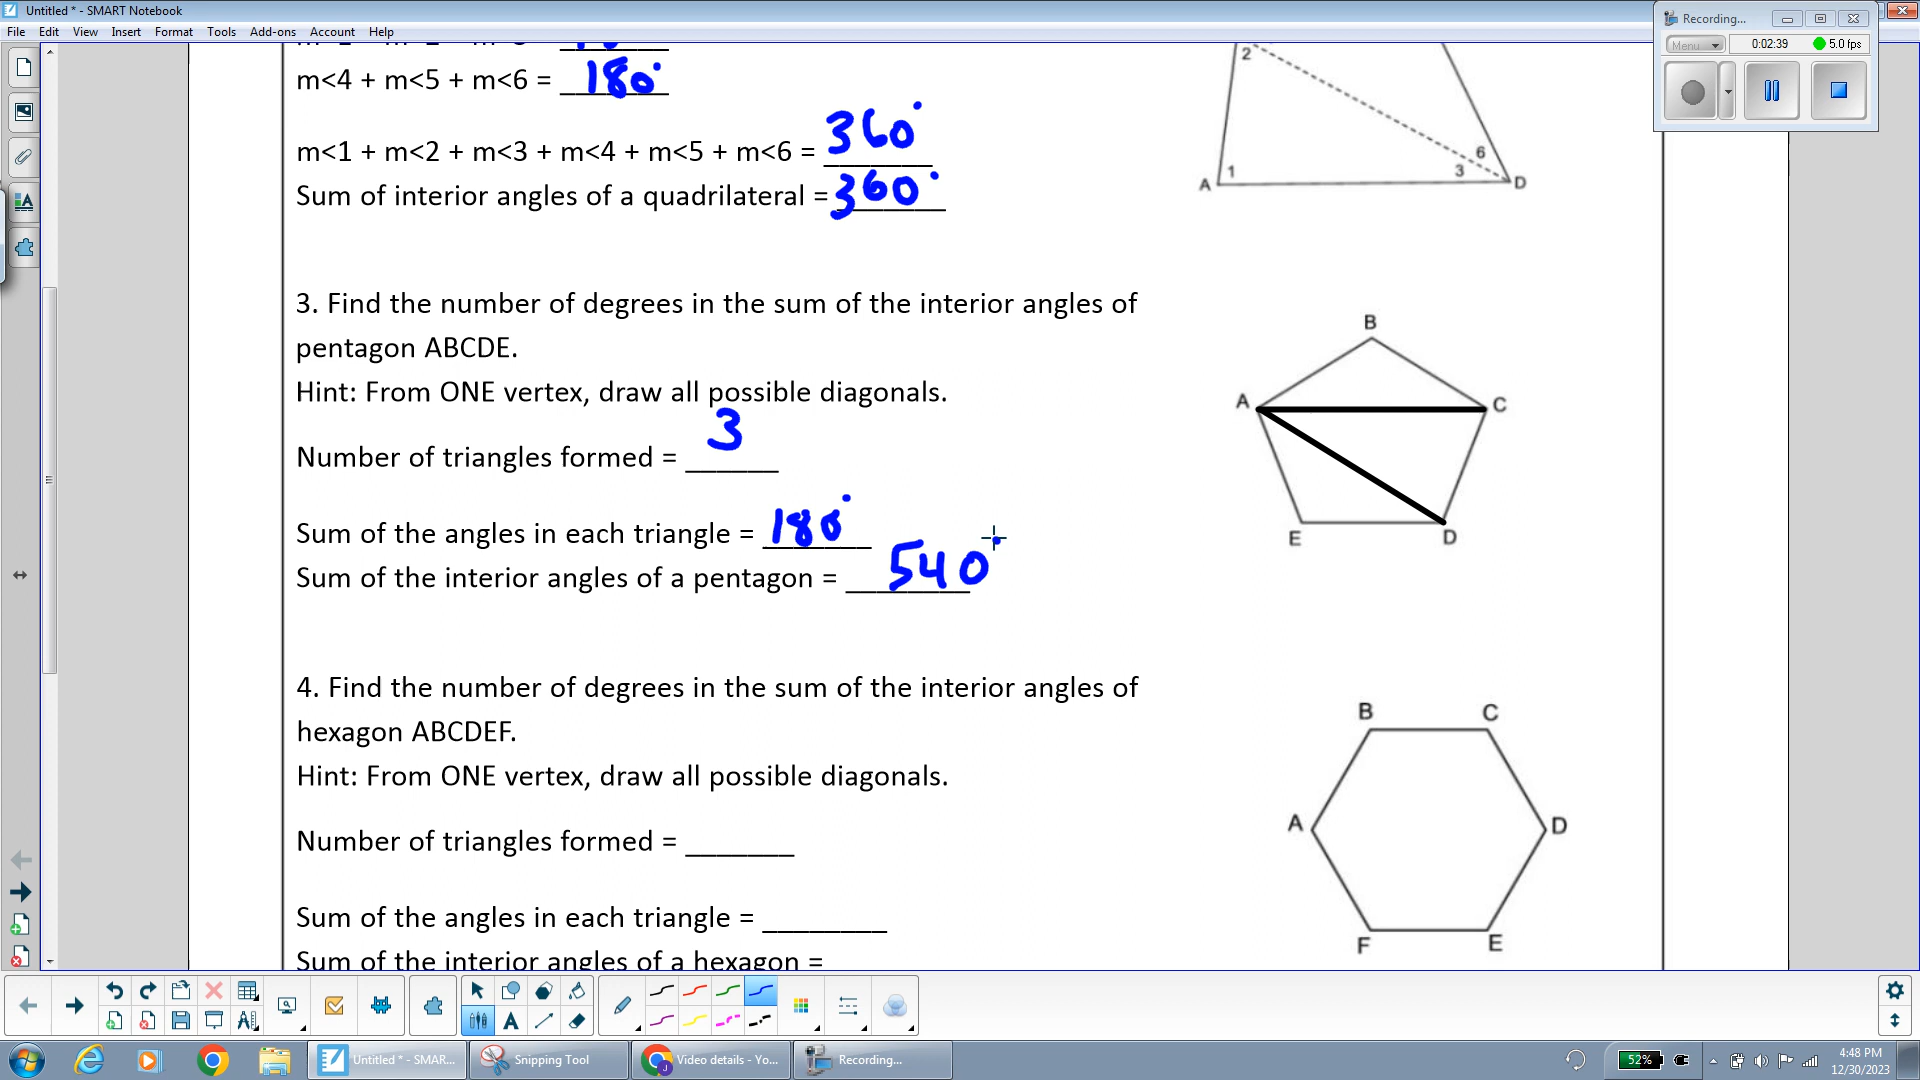 Untitled * - SMART Notebook
File Edit View Insert Format Tools Add-ons Account Help
Recording...
Menu 0:02:39 5.0 fps
m<4 + m<5 + m<6 = 180°
m<1 + m<2 + m<3 + m<4 + m<5 + m<6 = 360°
Sum of interior angles of a quadrilateral = 360°
2
6
1
3
A
D
3. Find the number of degrees in the sum of the interior angles of
pentagon ABCDE.
Hint: From ONE vertex, draw all possible diagonals.
Number of triangles formed = 3
Sum of the angles in each triangle = 180°
Sum of the interior angles of a pentagon = 540°
B
A
C
E
D
4. Find the number of degrees in the sum of the interior angles of
hexagon ABCDEF.
Hint: From ONE vertex, draw all possible diagonals.
Number of triangles formed = _______
Sum of the angles in each triangle = ________
Sum of the interior angles of a hexagon =
B C
A D
F E
Untitled * - SMAR...
Snipping Tool
Video details - Yo...
Recording...
52%
4:48 PM
12/30/2023